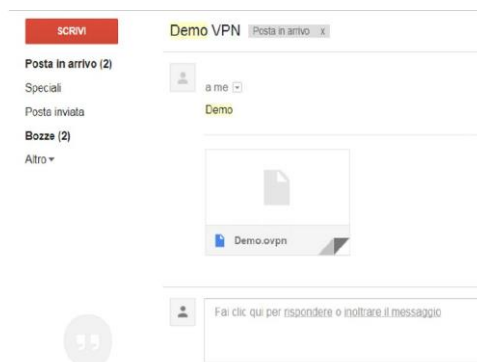 SCRIVI
Demo VPN
Posta in arrivo x
Posta in arrivo (2)
Speciali
Posta inviata
Bozze (2)
Altro
a me
Demo
Demo.ovpn
Fai clic qui per rispondere o inoltrare il messaggio